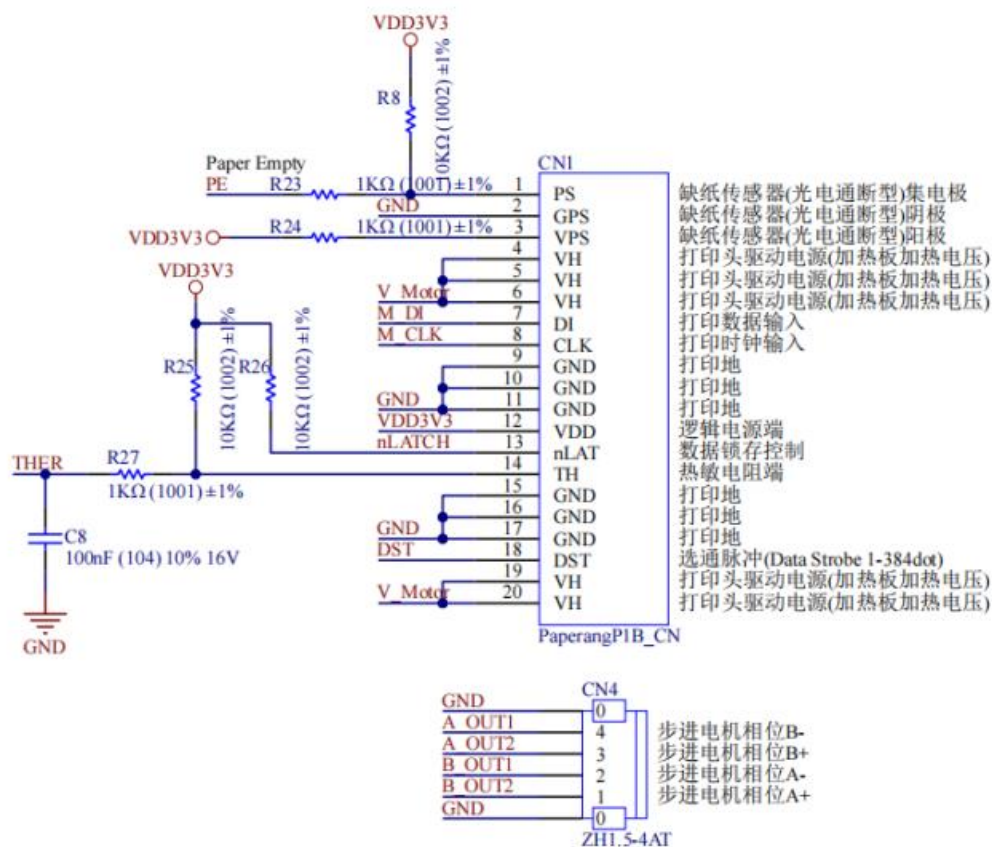 VDD3V3
R8
10KΩ (1002) ±1%
CN1
Paper Empty
PE R23 1KΩ (1001) ±1% 1 PS 缺纸传感器(光电通断型)集电极
GND 2 GPS 缺纸传感器(光电通断型)阴极
VDD3V3 R24 1KΩ (1001) ±1% 3 VPS 缺纸传感器(光电通断型)阳极
4 VH 打印头驱动电源(加热板加热电压)
VDD3V3
5 VH 打印头驱动电源(加热板加热电压)
V_Motor 6 VH 打印头驱动电源(加热板加热电压)
M_DI 7 DI 打印数据输入
M_CLK 8 CLK 打印时钟输入
R25 10KΩ (1002) ±1% R26 10KΩ (1002) ±1%
9 GND 打印地
10 GND 打印地
GND 11 GND 打印地
VDD3V3 12 VDD 逻辑电源端
nLATCH 13 nLAT 数据锁存控制
THER R27 1KΩ (1001) ±1% 14 TH 热敏电阻端
15 GND 打印地
16 GND 打印地
GND 17 GND 打印地
DST 18 DST 选通脉冲(Data Strobe 1-384dot)
C8
100nF (104) 10% 16V
19 VH 打印头驱动电源(加热板加热电压)
V_Motor 20 VH 打印头驱动电源(加热板加热电压)
GND
PaperangP1B_CN
CN4
GND 0
A_OUT1 4 步进电机相位B-
A_OUT2 3 步进电机相位B+
B_OUT1 2 步进电机相位A-
B_OUT2 1 步进电机相位A+
GND 0
ZH1.5-4AT